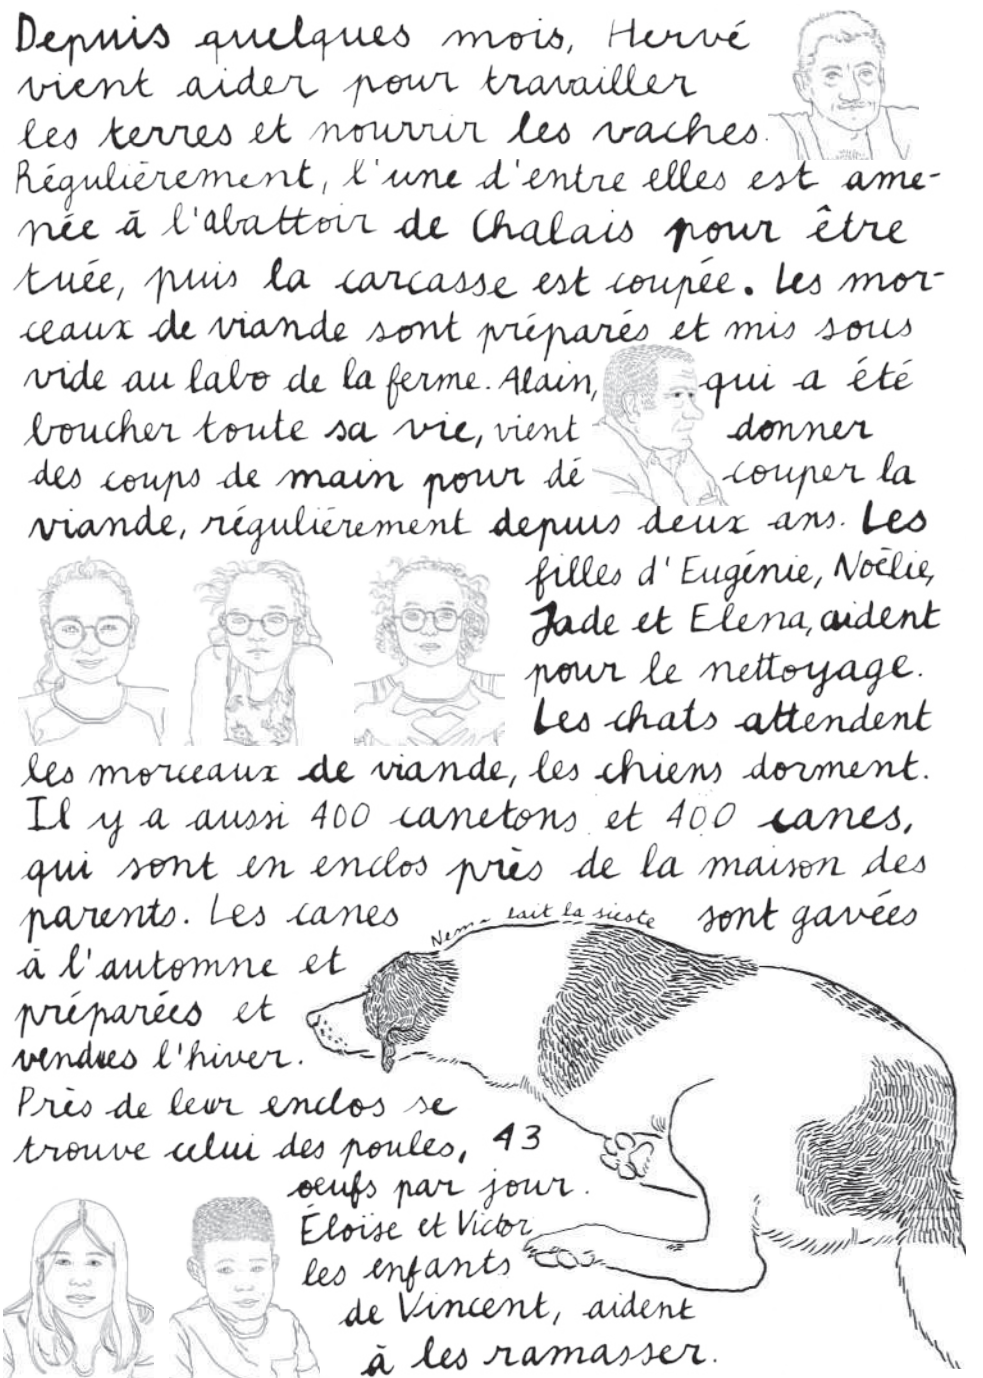 Depuis quelques mois, Hervé
vient aider pour travailler
les terres et nourrir les vaches.
Régulièrement, l'une d'entre elles est ame-
née à l'abattoir de Chalais pour être
tuée, puis la carcasse est coupée. Les mor-
ceaux de viande sont préparés et mis sous
vide au labo de la ferme. Alain, qui a été
boucher toute sa vie, vient donner
des coups de main pour dé couper la
viande, régulièrement depuis deux ans. Les
filles d'Eugénie, Noëlie,
Jade et Elena, aident
pour le nettoyage.
Les chats attendent
les morceaux de viande, les chiens dorment.
Il y a aussi 400 canetons et 400 canes,
qui sont en enclos près de la maison des
parents. Les canes sont gavées
fait la sieste
à l'automne et
préparées et
vendues l'hiver.
Près de leur enclos se
trouve celui des poules, 43
oeufs par jour.
Éloïse et Victor
les enfants
de Vincent, aident
à les ramasser.